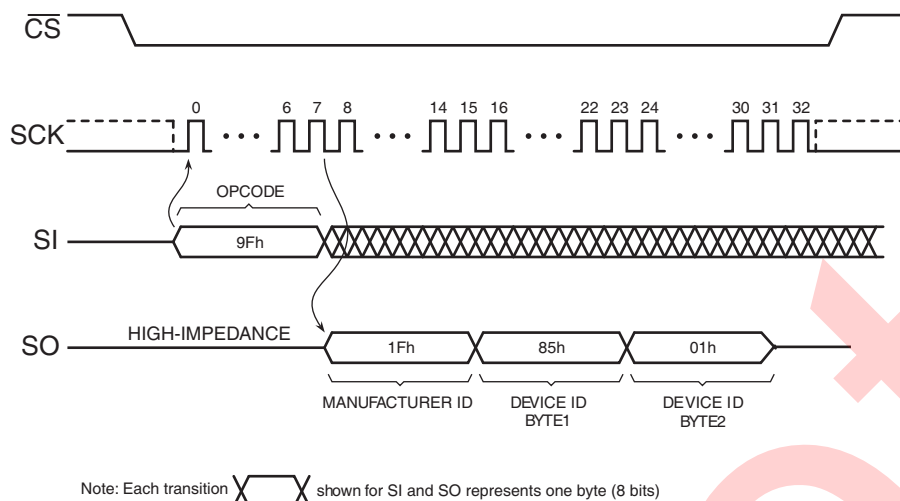 CS
SCK
0 6 7 8 14 15 16 22 23 24 30 31 32
OPCODE
SI
9Fh
HIGH-IMPEDANCE
SO
1Fh 85h 01h
MANUFACTURER ID DEVICE ID DEVICE ID
BYTE1 BYTE2
Note: Each transition shown for SI and SO represents one byte (8 bits)